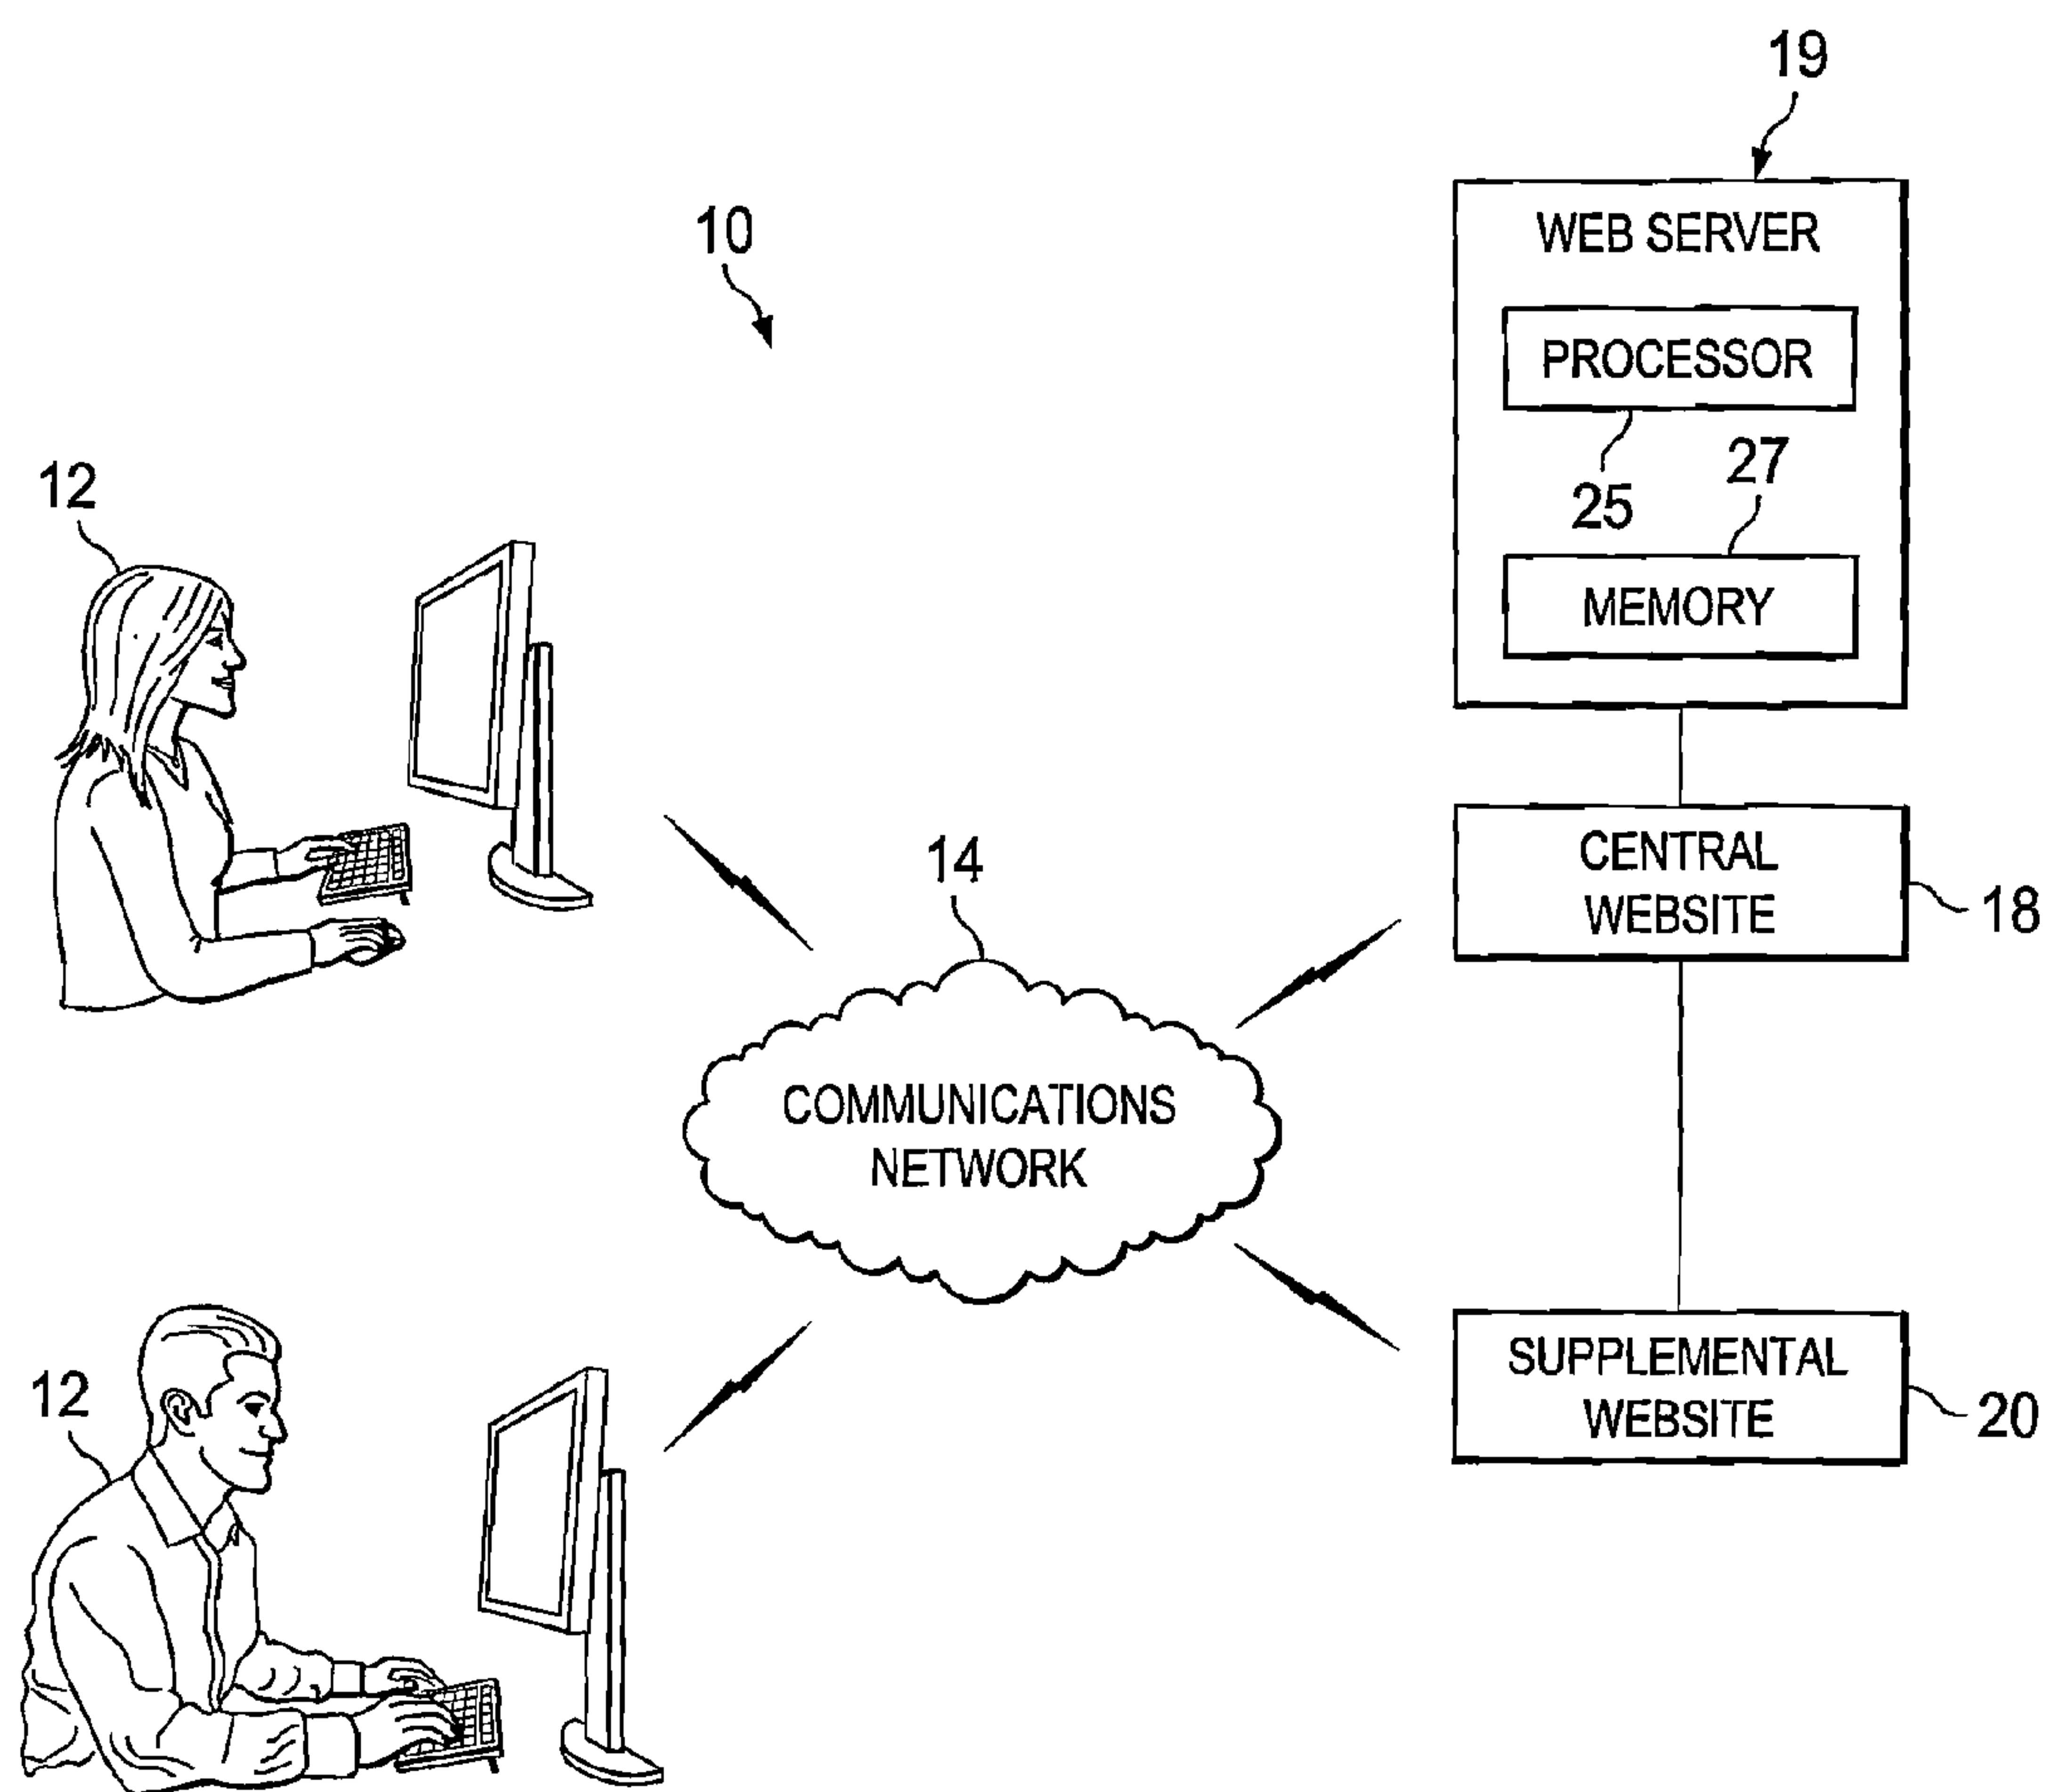 19
10
WEB SERVER
PROCESSOR
25
27
MEMORY
12
14
CENTRAL
WEBSITE
18
COMMUNICATIONS
NETWORK
12
SUPPLEMENTAL
WEBSITE
20